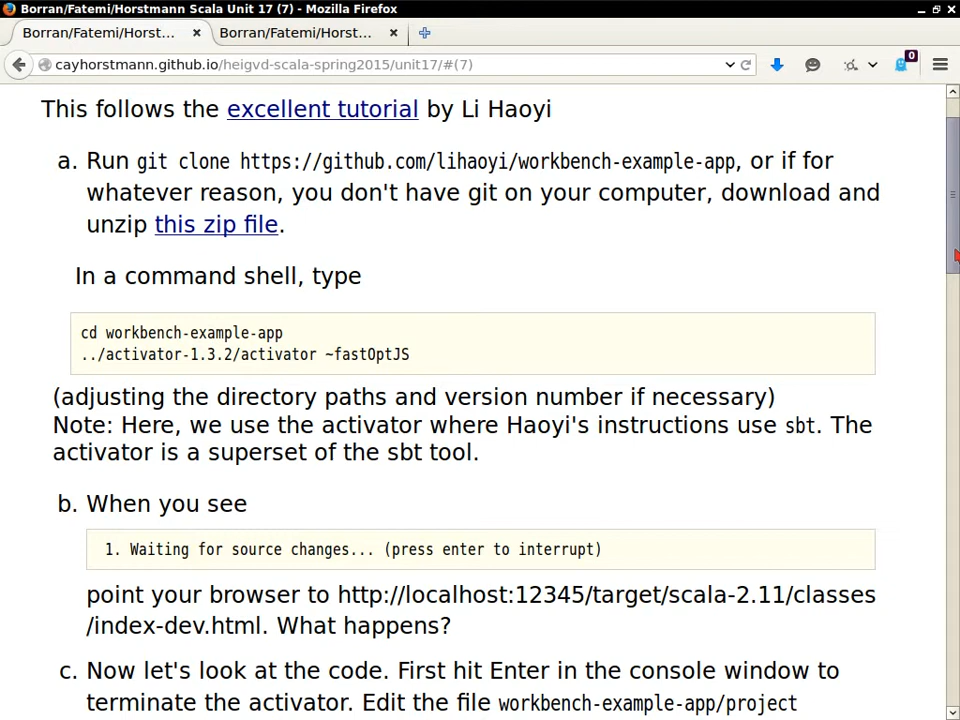 Borran/Fatemi/Horstmann Scala Unit 17 (7) - Mozilla Firefox
Borran/Fatemi/Horst... Borran/Fatemi/Horst...
cayhorstmann.github.io/heigvd-scala-spring2015/unit17/#(7)
0
This follows the excellent tutorial by Li Haoyi
a. Run git clone https://github.com/lihaoyi/workbench-example-app, or if for
whatever reason, you don't have git on your computer, download and
unzip this zip file.
In a command shell, type
cd workbench-example-app
../activator-1.3.2/activator ~fastOptJS
(adjusting the directory paths and version number if necessary)
Note: Here, we use the activator where Haoyi's instructions use sbt. The
activator is a superset of the sbt tool.
b. When you see
1. Waiting for source changes... (press enter to interrupt)
point your browser to http://localhost:12345/target/scala-2.11/classes
/index-dev.html. What happens?
c. Now let's look at the code. First hit Enter in the console window to
terminate the activator. Edit the file workbench-example-app/project